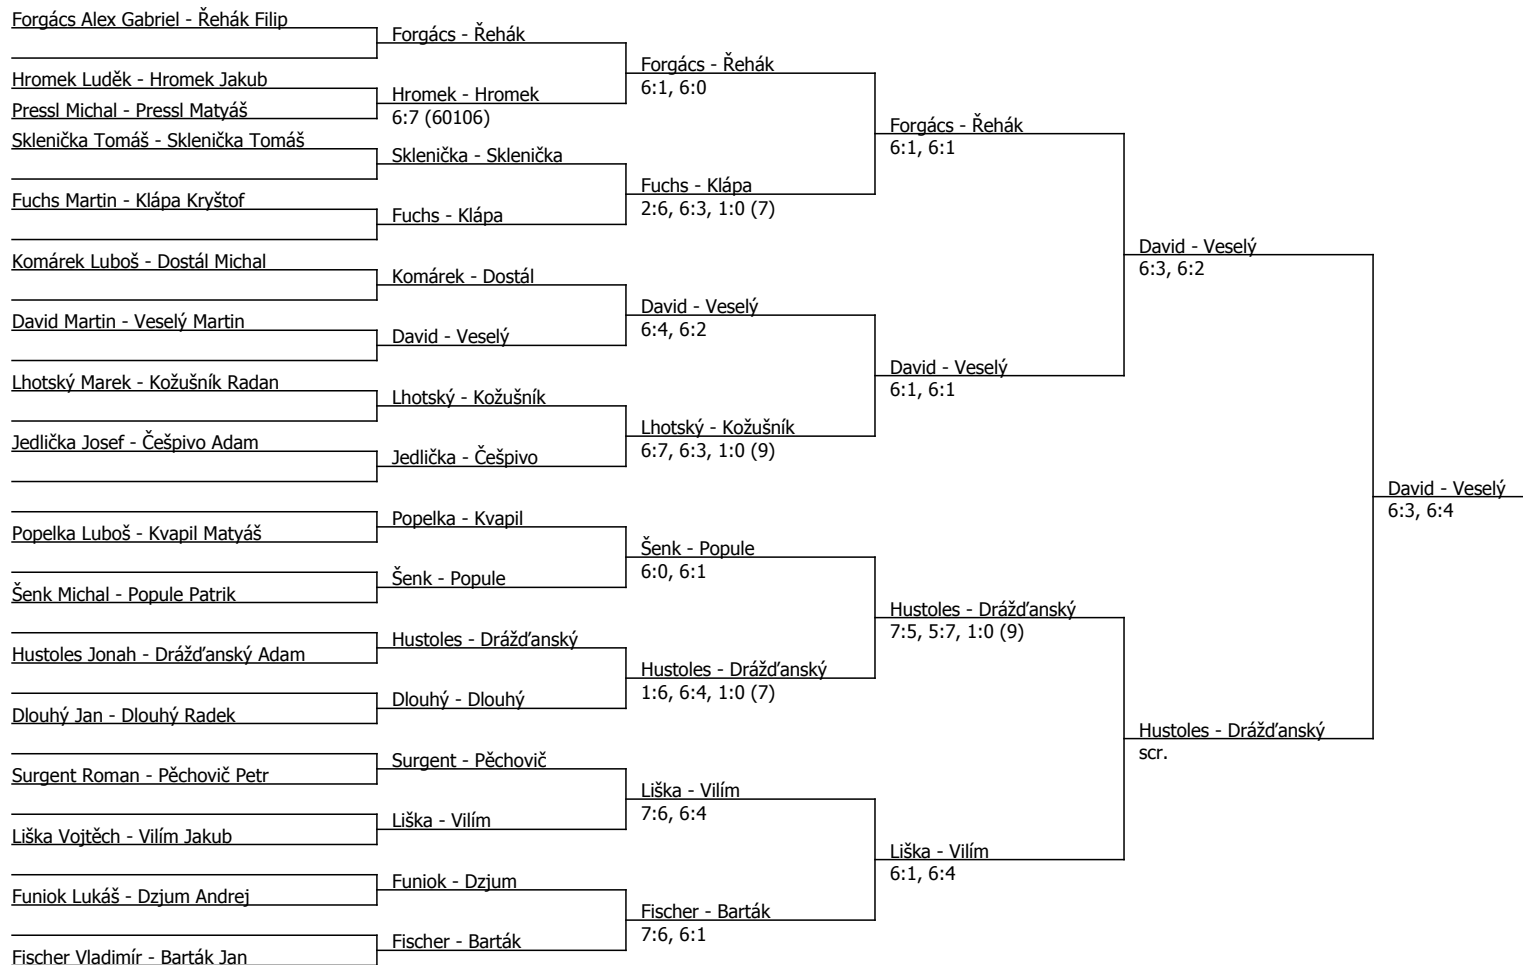 Forgács Alex Gabriel - Řehák Filip
Hromek Luděk - Hromek Jakub
Pressl Michal - Pressl Matyáš
Sklenička Tomáš - Sklenička Tomáš
Fuchs Martin - Klápa Kryštof
Komárek Luboš - Dostál Michal
David Martin - Veselý Martin
Lhotský Marek - Kožušník Radan
Jedlička Josef - Češpivo Adam
Popelka Luboš - Kvapil Matyáš
Šenk Michal - Popule Patrik
Hustoles Jonah - Drážďanský Adam
Dlouhý Jan - Dlouhý Radek
Surgent Roman - Pěchovič Petr
Liška Vojtěch - Vilím Jakub
Funiok Lukáš - Dzjum Andrej
Fischer Vladimír - Barták Jan
Forgács - Řehák
Hromek - Hromek
6:7 (60106)
Sklenička - Sklenička
Fuchs - Klápa
Komárek - Dostál
David - Veselý
Lhotský - Kožušník
Jedlička - Češpivo
Popelka - Kvapil
Šenk - Popule
Hustoles - Drážďanský
Dlouhý - Dlouhý
Surgent - Pěchovič
Liška - Vilím
Funiok - Dzjum
Fischer - Barták
Forgács - Řehák
6:1, 6:0
Fuchs - Klápa
2:6, 6:3, 1:0 (7)
David - Veselý
6:4, 6:2
Lhotský - Kožušník
6:7, 6:3, 1:0 (9)
Šenk - Popule
6:0, 6:1
Hustoles - Drážďanský
1:6, 6:4, 1:0 (7)
Liška - Vilím
7:6, 6:4
Fischer - Barták
7:6, 6:1
Forgács - Řehák
6:1, 6:1
David - Veselý
6:1, 6:1
Hustoles - Drážďanský
7:5, 5:7, 1:0 (9)
Liška - Vilím
6:1, 6:4
David - Veselý
6:3, 6:2
Hustoles - Drážďanský
scr.
David - Veselý
6:3, 6:4